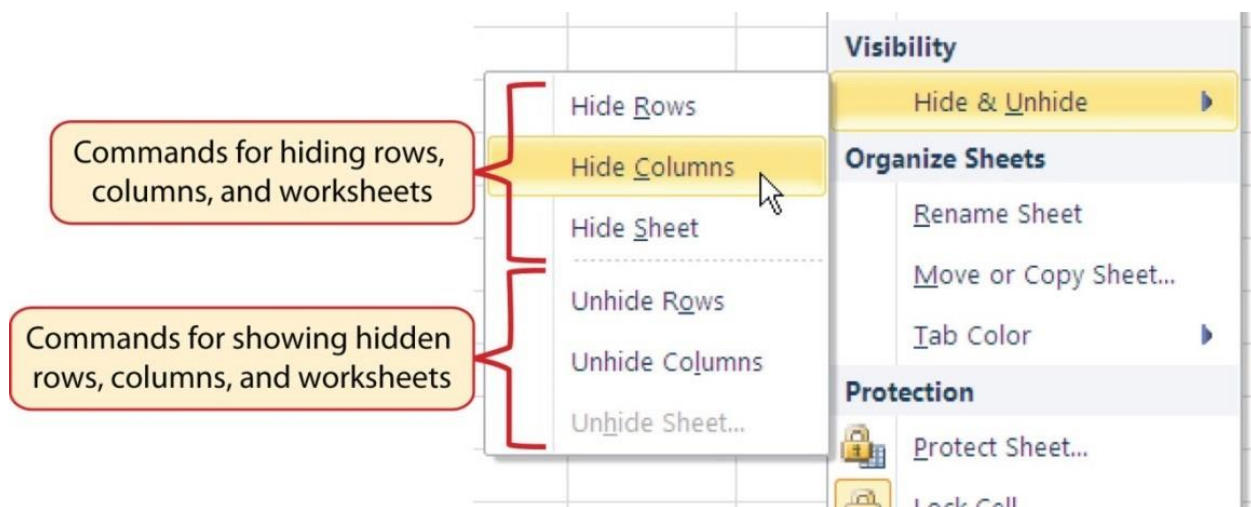 Commands for hiding rows,
columns, and worksheets
Commands for showing hidden
rows, columns, and worksheets
Hide Rows
Hide Columns
Hide Sheet
Unhide Rows
Unhide Columns
Unhide Sheet...
Visibility
Hide & Unhide
Organize Sheets
Rename Sheet
Move or Copy Sheet...
Tab Color
Protection
Protect Sheet...
Lock Cell